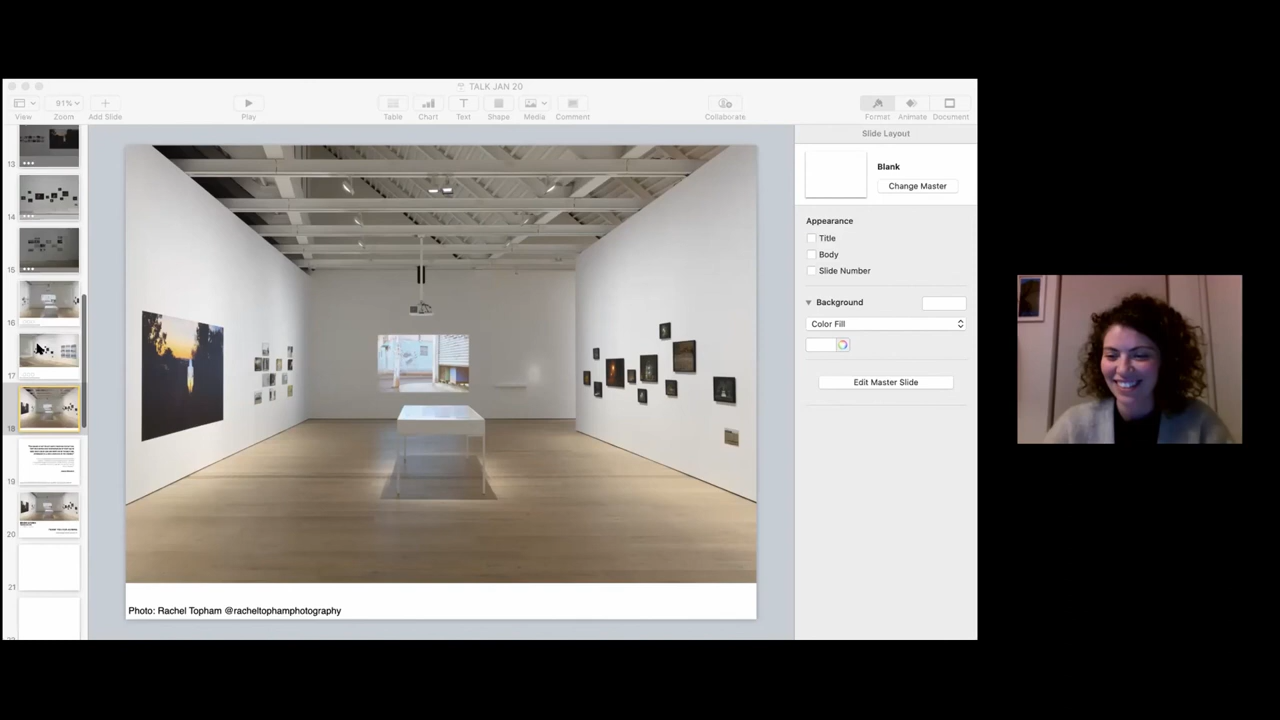 TALK JAN 20
91%
View
Zoom
Add Slide
Play
Table
Chart
Text
Shape
Media
Comment
Collaborate
Format
Animate
Document
Slide Layout
Blank
Change Master
Appearance
Title
Body
Slide Number
Background
Color Fill
Edit Master Slide
13
14
15
16
17
18
19
20
21
Photo: Rachel Topham @racheltophamphotography